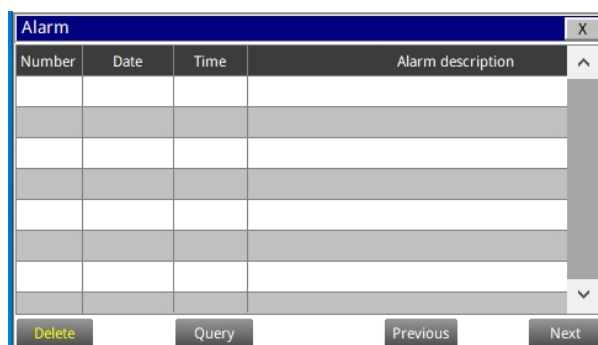 Alarm X
Number Date Time Alarm description
Delete Query Previous Next